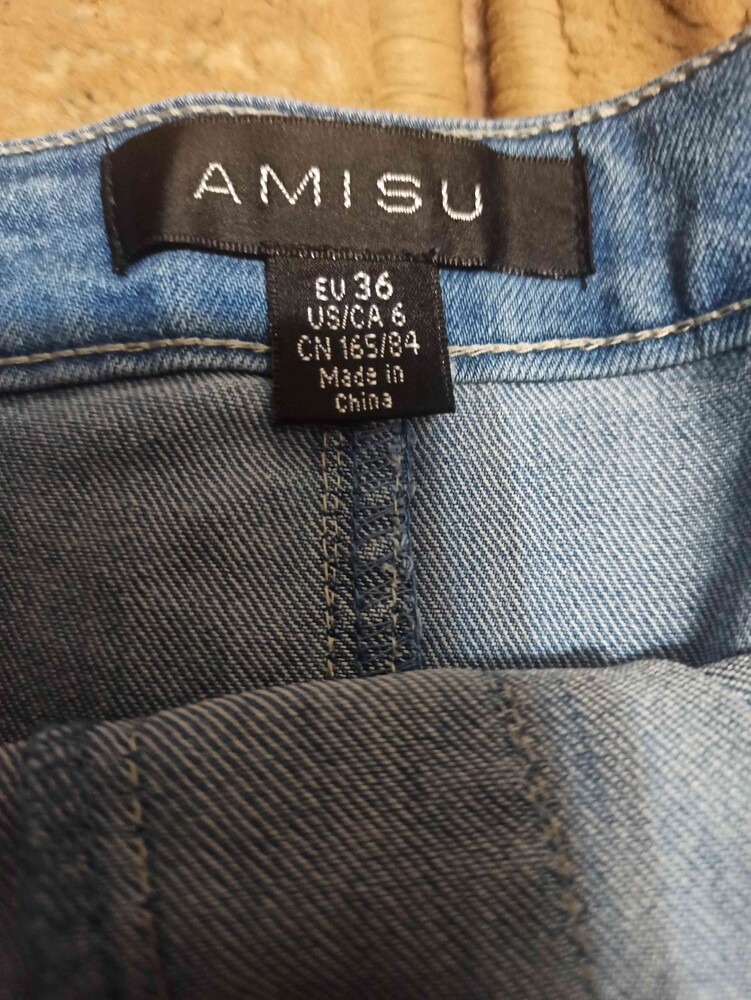 AMISU
EU 36
US/CA 6
CN 165/84
Made in
China